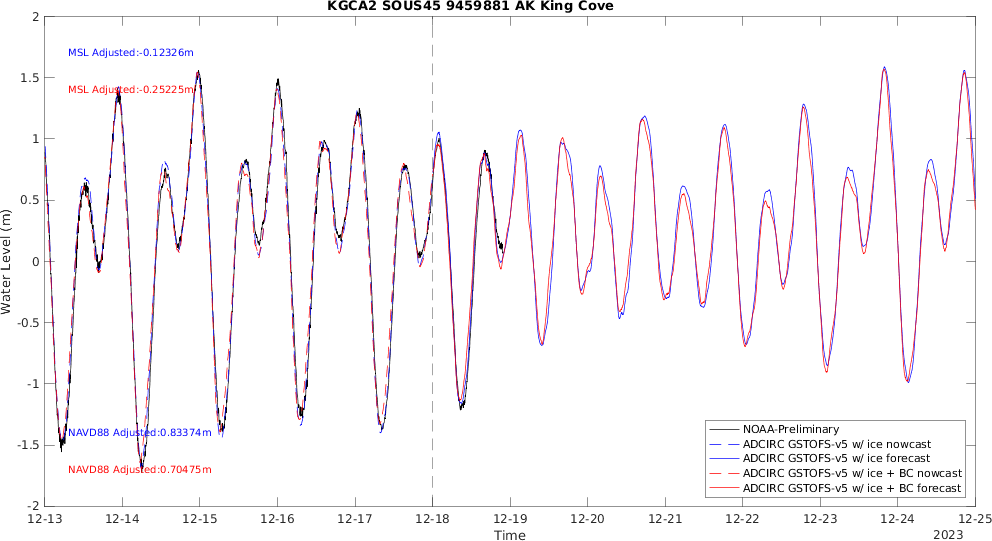 KGCA2 SOUS45 9459881 AK King Cove
MSL Adjusted:-0.12326m
MSL Adjusted:-0.25225m
NAVD88 Adjusted:0.83374m
NAVD88 Adjusted:0.70475m
Water Level (m)
2
1.5
1
0.5
0
-0.5
-1
-1.5
-2
NOAA-Preliminary
ADCIRC GSTOFS-v5 w/ ice nowcast
ADCIRC GSTOFS-v5 w/ ice forecast
ADCIRC GSTOFS-v5 w/ ice + BC nowcast
ADCIRC GSTOFS-v5 w/ ice + BC forecast
12-13 12-14 12-15 12-16 12-17 12-18 12-19 12-20 12-21 12-22 12-23 12-24 12-25
Time
2023